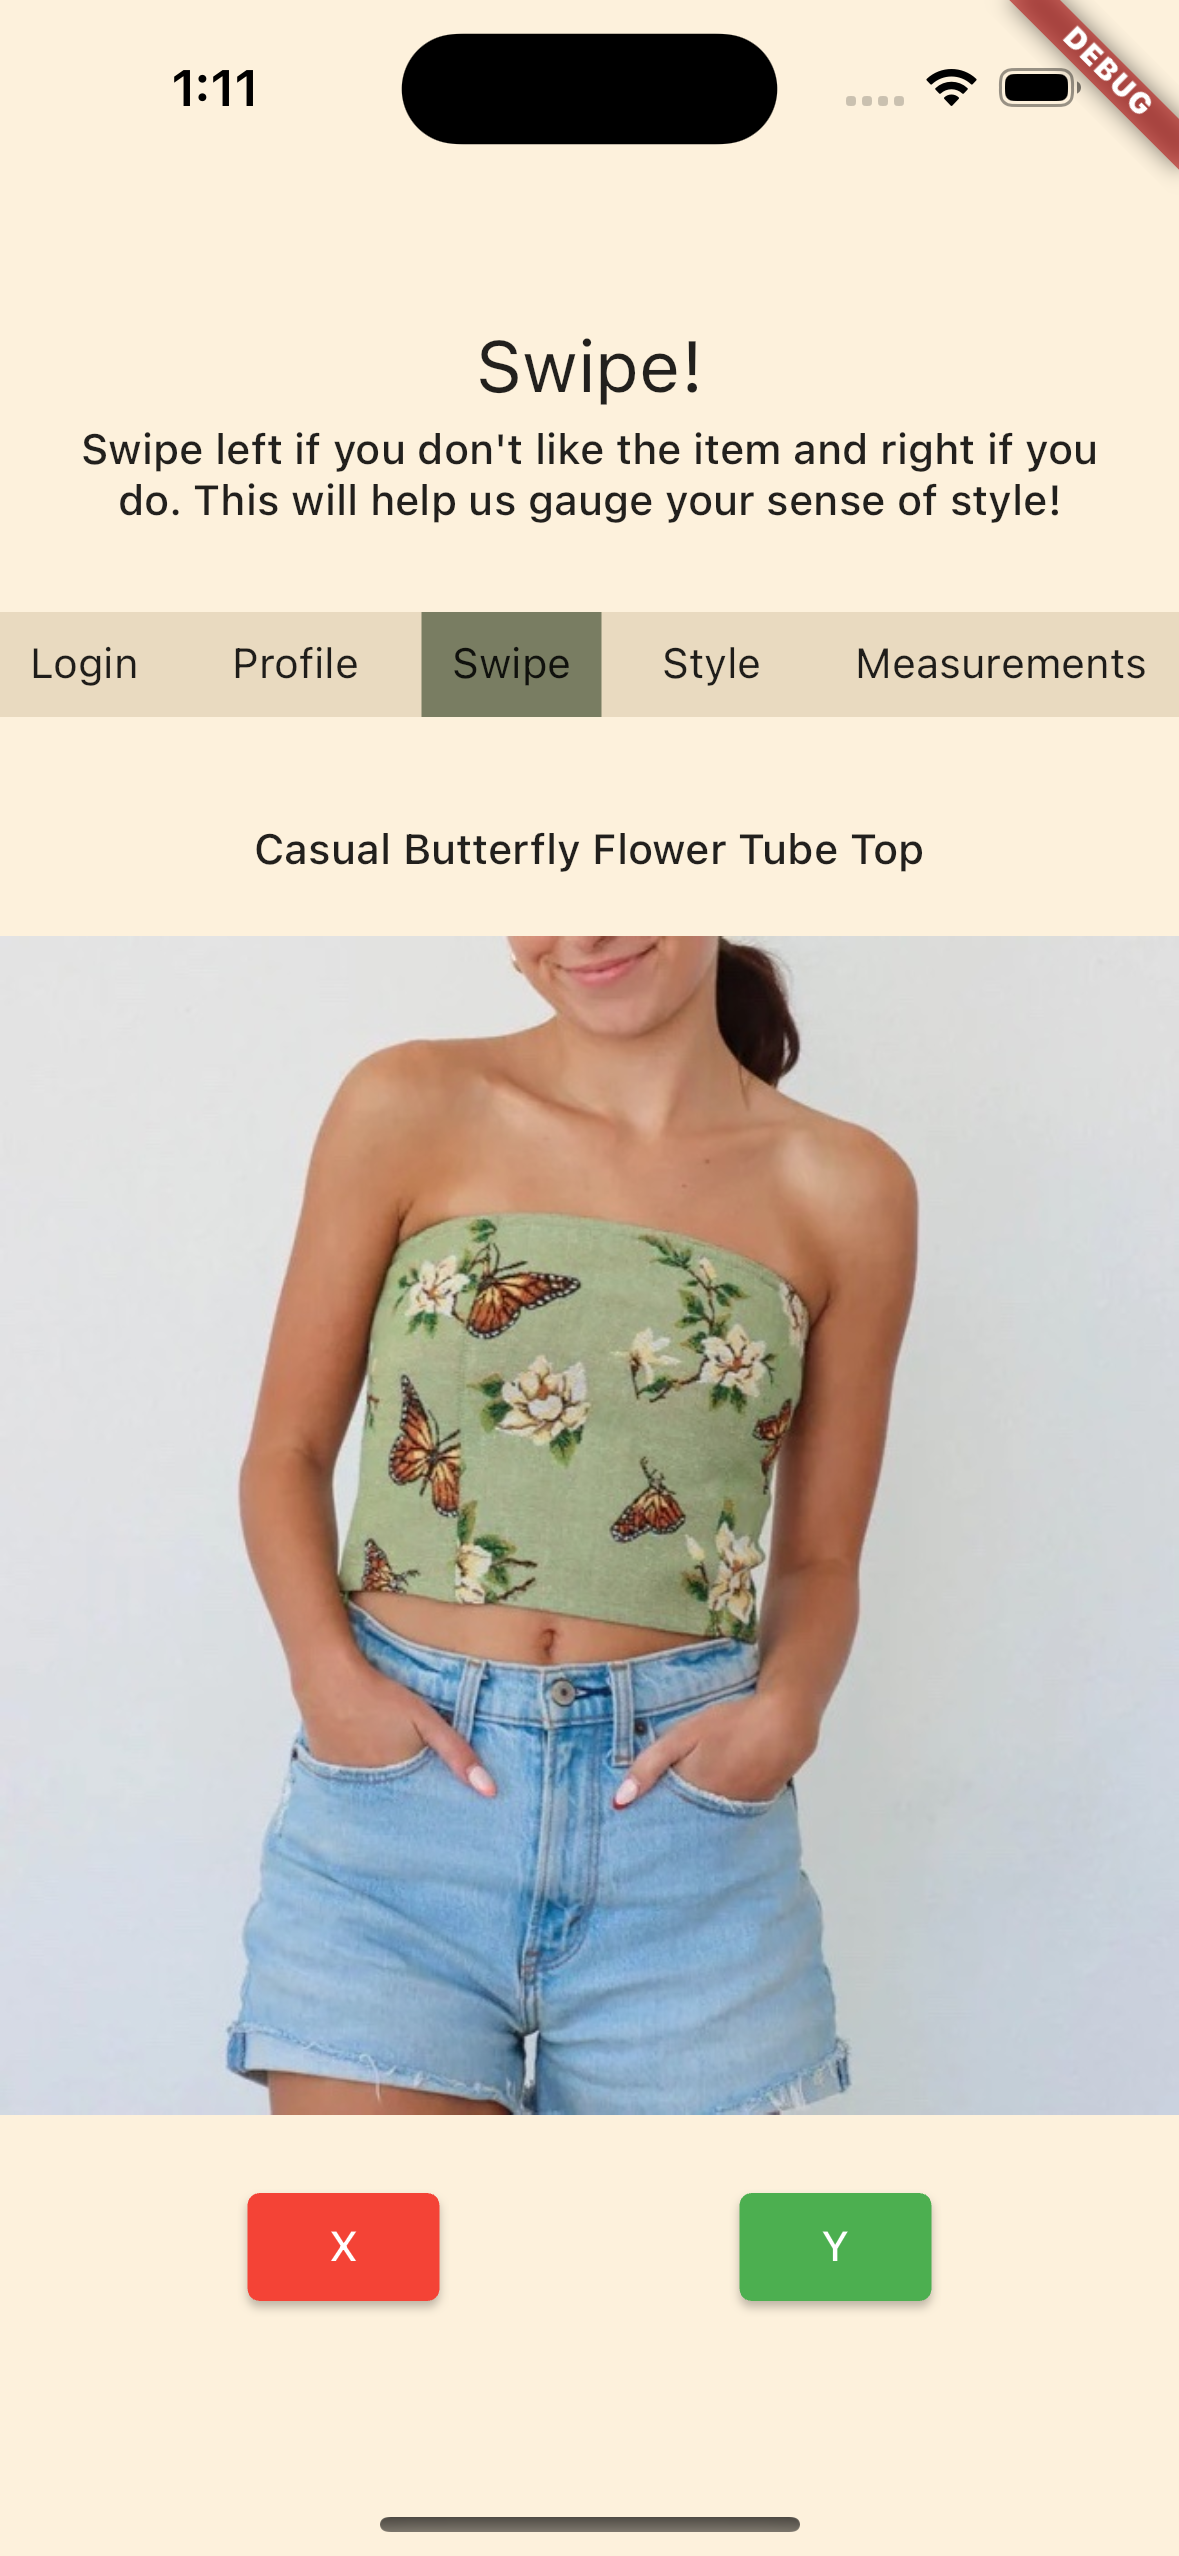 1:11
DEBUG
Swipe!
Swipe left if you don't like the item and right if you
do. This will help us gauge your sense of style!
Login Profile Swipe Style Measurements
Casual Butterfly Flower Tube Top
X Y